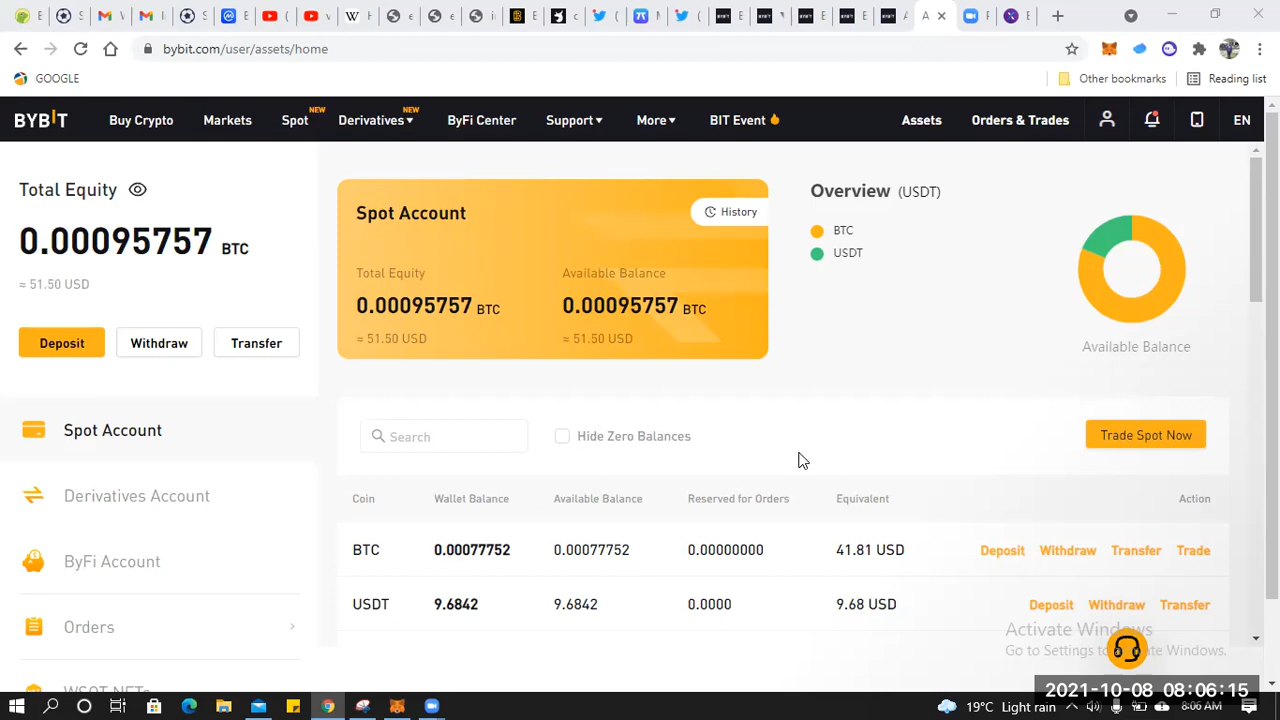 bybit.com/user/assets/home
GOOGLE
Other bookmarks
Reading list
BYBIT
Buy Crypto
Markets
Spot
NEW
Derivatives
NEW
ByFi Center
Support
More
BIT Event
Assets
Orders & Trades
EN
Total Equity
0.00095757 BTC
≈ 51.50 USD
Deposit
Withdraw
Transfer
Spot Account
Derivatives Account
ByFi Account
Orders
WSOT NFTs
Spot Account
History
Total Equity
Available Balance
0.00095757 BTC
0.00095757 BTC
≈ 51.50 USD
≈ 51.50 USD
Overview (USDT)
BTC
USDT
Available Balance
Search
Hide Zero Balances
Trade Spot Now
Coin Wallet Balance Available Balance Reserved for Orders Equivalent Action
BTC 0.00077752 0.00077752 0.00000000 41.81 USD Deposit Withdraw Transfer Trade
USDT 9.6842 9.6842 0.0000 9.68 USD Deposit Withdraw Transfer
Activate Windows
Go to Settings to activate Windows.
19°C Light rain
8:06 AM
2021-10-08 08:06:15